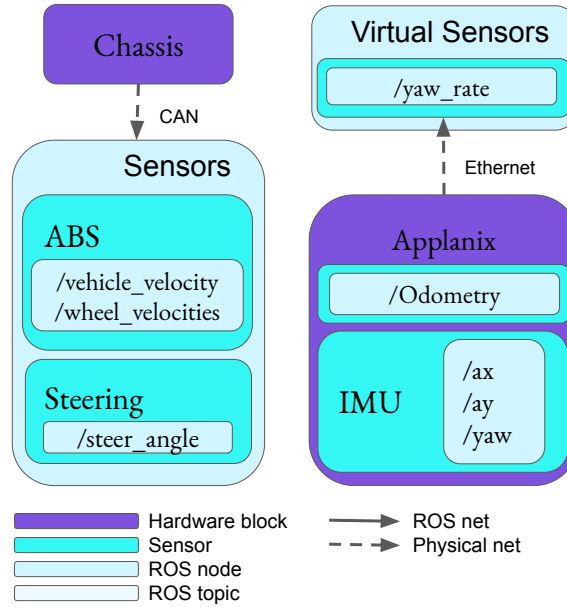 Chassis
CAN
Sensors
ABS
/vehicle_velocity
/wheel_velocities
Steering
/steer_angle
Virtual Sensors
/yaw_rate
Ethernet
Applanix
/Odometry
IMU
/ax
/ay
/yaw
Hardware block
Sensor
ROS node
ROS topic
ROS net
Physical net